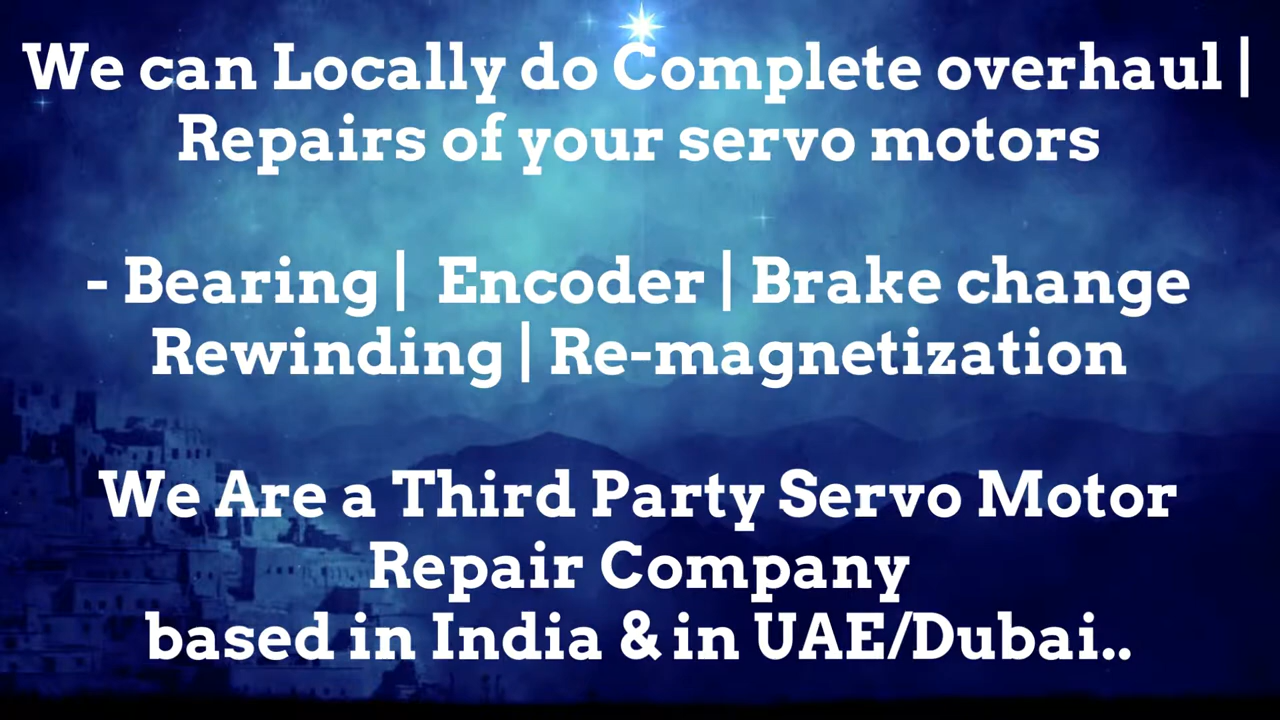 We can Locally do Complete overhaul |
Repairs of your servo motors
- Bearing | Encoder | Brake change
Rewinding | Re-magnetization
We Are a Third Party Servo Motor
Repair Company
based in India & in UAE/Dubai..